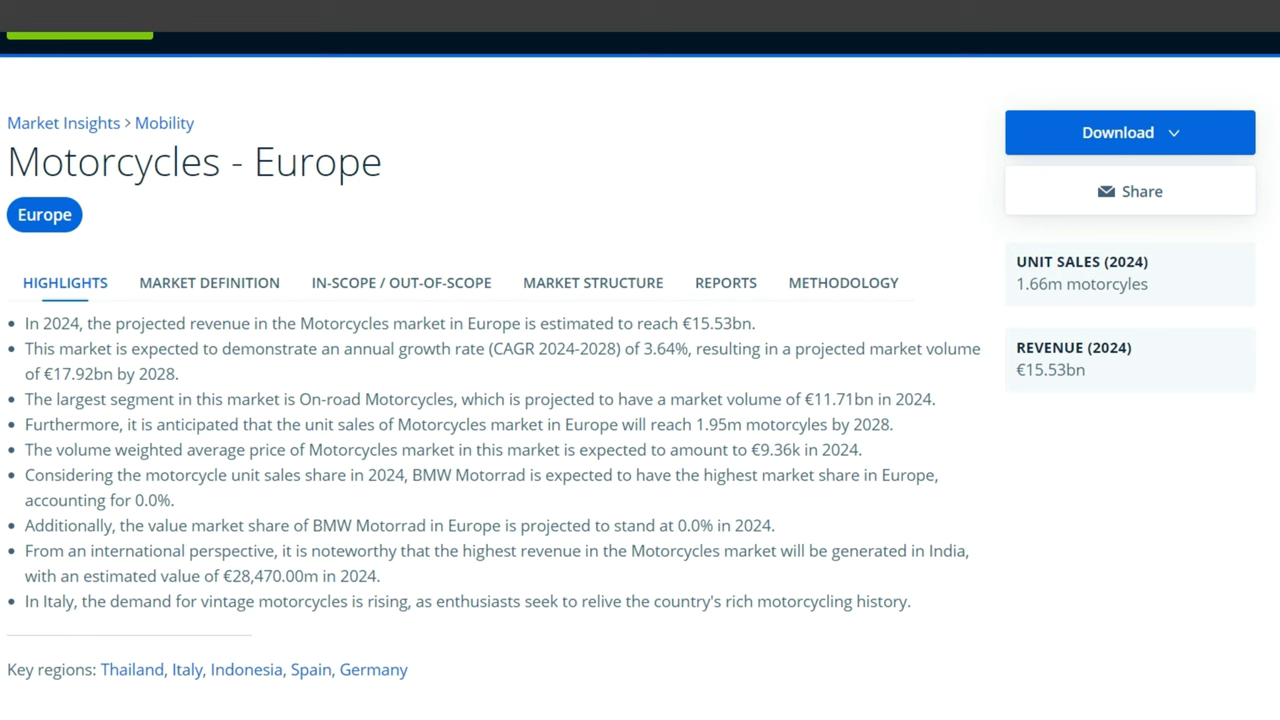 Market Insights > Mobility
Motorcycles - Europe
Europe
Download
Share
UNIT SALES (2024)
1.66m motorcyles
REVENUE (2024)
€15.53bn
HIGHLIGHTS MARKET DEFINITION IN-SCOPE / OUT-OF-SCOPE MARKET STRUCTURE REPORTS METHODOLOGY
• In 2024, the projected revenue in the Motorcycles market in Europe is estimated to reach €15.53bn.
• This market is expected to demonstrate an annual growth rate (CAGR 2024-2028) of 3.64%, resulting in a projected market volume
of €17.92bn by 2028.
• The largest segment in this market is On-road Motorcycles, which is projected to have a market volume of €11.71bn in 2024.
• Furthermore, it is anticipated that the unit sales of Motorcycles market in Europe will reach 1.95m motorcyles by 2028.
• The volume weighted average price of Motorcycles market in this market is expected to amount to €9.36k in 2024.
• Considering the motorcycle unit sales share in 2024, BMW Motorrad is expected to have the highest market share in Europe,
accounting for 0.0%.
• Additionally, the value market share of BMW Motorrad in Europe is projected to stand at 0.0% in 2024.
• From an international perspective, it is noteworthy that the highest revenue in the Motorcycles market will be generated in India,
with an estimated value of €28,470.00m in 2024.
• In Italy, the demand for vintage motorcycles is rising, as enthusiasts seek to relive the country's rich motorcycling history.
Key regions: Thailand, Italy, Indonesia, Spain, Germany